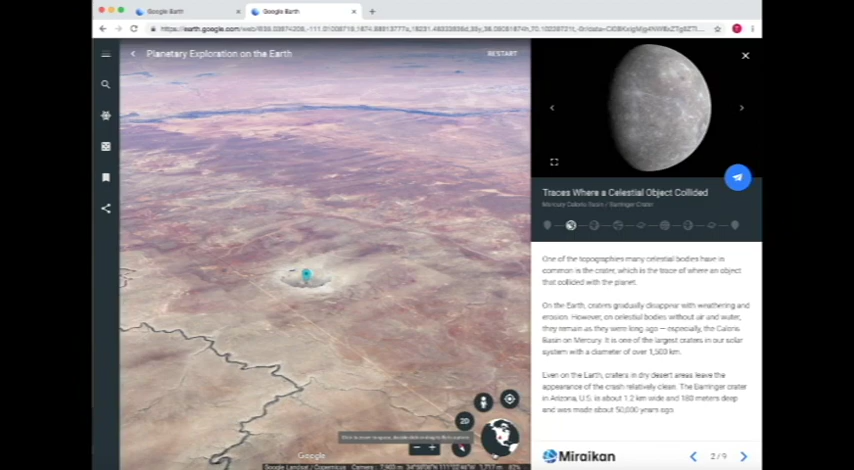 Google Earth
Google Earth
Planetary Exploration on the Earth
RESTART
Traces Where a Celestial Object Collided
Mercury Caloris Basin / Barringer Crater
One of the topographies many celestial bodies have in
common is the crater, which is the trace of where an object
that collided with the planet.
On the Earth, craters gradually disappear with weathering and
erosion. However, on celestial bodies without air and water,
they remain as they were long ago — especially, the Caloris
Basin on Mercury. It is one of the largest craters in our solar
system with a diameter of over 1,500 km.
Even on the Earth, craters in dry desert areas leave the
appearance of the crash relatively clean. The Barringer crater
in Arizona, U.S. is about 1.2 km wide and 180 meters deep
and was made about 50,000 years ago.
2D
Google
Google Landsat / Copernicus Camera:
Miraikan
2 / 9